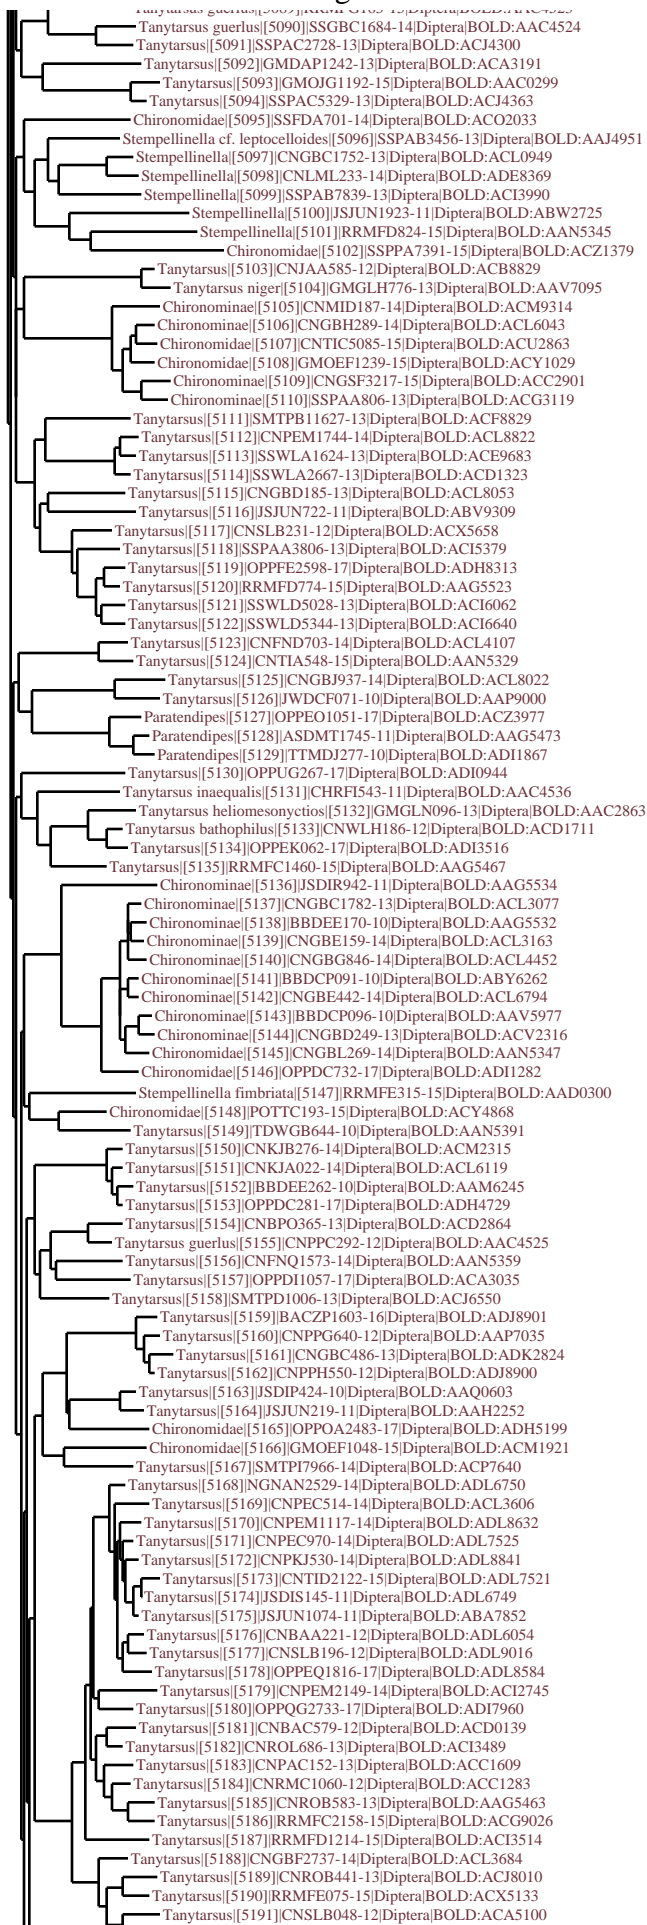 Tanytarsus guerlus|[5090]|SSGBC1684-14|Diptera|BOLD:AAC4524
Tanytarsus|[5091]|SSPAC2728-13|Diptera|BOLD:ACJ4300
Tanytarsus|[5092]|GMDAP1242-13|Diptera|BOLD:ACA3191
Tanytarsus|[5093]|GMOJG1192-15|Diptera|BOLD:AAC0299
Tanytarsus|[5094]|SSPAC5329-13|Diptera|BOLD:ACJ4363
Chironomidae|[5095]|SSFDA701-14|Diptera|BOLD:ACO2033
Stempellinella cf. leptocelloides|[5096]|SSPAB3456-13|Diptera|BOLD:AAJ4951
Stempellinella|[5097]|CNGBC1752-13|Diptera|BOLD:ACL0949
Stempellinella|[5098]|CNLML233-14|Diptera|BOLD:ADE8369
Stempellinella|[5099]|SSPAB7839-13|Diptera|BOLD:ACI3990
Stempellinella|[5100]|JSJUN1923-11|Diptera|BOLD:ABW2725
Stempellinella|[5101]|RRMFD824-15|Diptera|BOLD:AAN5345
Chironomidae|[5102]|SSPPA7391-15|Diptera|BOLD:ACZ1379
Tanytarsus|[5103]|CNJAA585-12|Diptera|BOLD:ACB8829
Tanytarsus niger|[5104]|GMGLH776-13|Diptera|BOLD:AAV7095
Chironominae|[5105]|CNMID187-14|Diptera|BOLD:ACM9314
Chironominae|[5106]|CNGBH289-14|Diptera|BOLD:ACL6043
Chironomidae|[5107]|CNTIC5085-15|Diptera|BOLD:ACU2863
Chironomidae|[5108]|GMOEF1239-15|Diptera|BOLD:ACY1029
Chironominae|[5109]|CNGSF3217-15|Diptera|BOLD:ACC2901
Chironominae|[5110]|SSPAA806-13|Diptera|BOLD:ACG3119
Tanytarsus|[5111]|SMTPB11627-13|Diptera|BOLD:ACF8829
Tanytarsus|[5112]|CNPEM1744-14|Diptera|BOLD:ACL8822
Tanytarsus|[5113]|SSWLA1624-13|Diptera|BOLD:ACE9683
Tanytarsus|[5114]|SSWLA2667-13|Diptera|BOLD:ACD1323
Tanytarsus|[5115]|CNGBD185-13|Diptera|BOLD:ACL8053
Tanytarsus|[5116]|JSJUN722-11|Diptera|BOLD:ABV9309
Tanytarsus|[5117]|CNSLB231-12|Diptera|BOLD:ACX5658
Tanytarsus|[5118]|SSPAA3806-13|Diptera|BOLD:ACI5379
Tanytarsus|[5119]|OPPFE2598-17|Diptera|BOLD:ADH8313
Tanytarsus|[5120]|RRMFD774-15|Diptera|BOLD:AAG5523
Tanytarsus|[5121]|SSWLD5028-13|Diptera|BOLD:ACI6062
Tanytarsus|[5122]|SSWLD5344-13|Diptera|BOLD:ACI6640
Tanytarsus|[5123]|CNFND703-14|Diptera|BOLD:ACL4107
Tanytarsus|[5124]|CNTIA548-15|Diptera|BOLD:AAN5329
Tanytarsus|[5125]|CNGBJ937-14|Diptera|BOLD:ACL8022
Tanytarsus|[5126]|JWDCF071-10|Diptera|BOLD:AAP9000
Paratendipes|[5127]|OPPEO1051-17|Diptera|BOLD:ACZ3977
Paratendipes|[5128]|ASDMT1745-11|Diptera|BOLD:AAG5473
Paratendipes|[5129]|TTMDJ277-10|Diptera|BOLD:ADI1867
Tanytarsus|[5130]|OPPUG267-17|Diptera|BOLD:ADI0944
Tanytarsus inaequalis|[5131]|CHRFI543-11|Diptera|BOLD:AAC4536
Tanytarsus heliomesonyctios|[5132]|GMGLN096-13|Diptera|BOLD:AAC2863
Tanytarsus bathophilus|[5133]|CNWLH186-12|Diptera|BOLD:ACD1711
Tanytarsus|[5134]|OPPEK062-17|Diptera|BOLD:ADI3516
Tanytarsus|[5135]|RRMFC1460-15|Diptera|BOLD:AAG5467
Chironominae|[5136]|JSDIR942-11|Diptera|BOLD:AAG5534
Chironominae|[5137]|CNGBC1782-13|Diptera|BOLD:ACL3077
Chironominae|[5138]|BBDEE170-10|Diptera|BOLD:AAG5532
Chironominae|[5139]|CNGBE159-14|Diptera|BOLD:ACL3163
Chironominae|[5140]|CNGBG846-14|Diptera|BOLD:ACL4452
Chironominae|[5141]|BBDCP091-10|Diptera|BOLD:ABY6262
Chironominae|[5142]|CNGBE442-14|Diptera|BOLD:ACL6794
Chironominae|[5143]|BBDCP096-10|Diptera|BOLD:AAV5977
Chironominae|[5144]|CNGBD249-13|Diptera|BOLD:ACV2316
Chironomidae|[5145]|CNGBL269-14|Diptera|BOLD:AAN5347
Chironomidae|[5146]|OPPDC732-17|Diptera|BOLD:ADI1282
Stempellinella fimbriata|[5147]|RRMFE315-15|Diptera|BOLD:AAD0300
Chironomidae|[5148]|POTTC193-15|Diptera|BOLD:ACY4868
Tanytarsus|[5149]|TDWGB644-10|Diptera|BOLD:AAN5391
Tanytarsus|[5150]|CNKJB276-14|Diptera|BOLD:ACM2315
Tanytarsus|[5151]|CNKJA022-14|Diptera|BOLD:ACL6119
Tanytarsus|[5152]|BBDEE262-10|Diptera|BOLD:AAM6245
Tanytarsus|[5153]|OPPDC281-17|Diptera|BOLD:ADH4729
Tanytarsus|[5154]|CNBPO365-13|Diptera|BOLD:ACD2864
Tanytarsus guerlus|[5155]|CNPPC292-12|Diptera|BOLD:AAC4525
Tanytarsus|[5156]|CNFNQ1573-14|Diptera|BOLD:AAN5359
Tanytarsus|[5157]|OPPDI1057-17|Diptera|BOLD:ACA3035
Tanytarsus|[5158]|SMTPD1006-13|Diptera|BOLD:ACJ6550
Tanytarsus|[5159]|BACZP1603-16|Diptera|BOLD:ADJ8901
Tanytarsus|[5160]|CNPPG640-12|Diptera|BOLD:AAP7035
Tanytarsus|[5161]|CNGBC486-13|Diptera|BOLD:ADK2824
Tanytarsus|[5162]|CNPPH550-12|Diptera|BOLD:ADJ8900
Tanytarsus|[5163]|JSDIP424-10|Diptera|BOLD:AAQ0603
Tanytarsus|[5164]|JSJUN219-11|Diptera|BOLD:AAH2252
Chironomidae|[5165]|OPPOA2483-17|Diptera|BOLD:ADH5199
Chironomidae|[5166]|GMOEF1048-15|Diptera|BOLD:ACM1921
Tanytarsus|[5167]|SMTPI7966-14|Diptera|BOLD:ACP7640
Tanytarsus|[5168]|NGNAN2529-14|Diptera|BOLD:ADL6750
Tanytarsus|[5169]|CNPEC514-14|Diptera|BOLD:ACL3606
Tanytarsus|[5170]|CNPEM1117-14|Diptera|BOLD:ADL8632
Tanytarsus|[5171]|CNPEC970-14|Diptera|BOLD:ADL7525
Tanytarsus|[5172]|CNPKJ530-14|Diptera|BOLD:ADL8841
Tanytarsus|[5173]|CNTID2122-15|Diptera|BOLD:ADL7521
Tanytarsus|[5174]|JSDIS145-11|Diptera|BOLD:ADL6749
Tanytarsus|[5175]|JSJUN1074-11|Diptera|BOLD:ABA7852
Tanytarsus|[5176]|CNBAA221-12|Diptera|BOLD:ADL6054
Tanytarsus|[5177]|CNSLB196-12|Diptera|BOLD:ADL9016
Tanytarsus|[5178]|OPPEQ1816-17|Diptera|BOLD:ADL8584
Tanytarsus|[5179]|CNPEM2149-14|Diptera|BOLD:ACI2745
Tanytarsus|[5180]|OPPQG2733-17|Diptera|BOLD:ADI7960
Tanytarsus|[5181]|CNBAC579-12|Diptera|BOLD:ACD0139
Tanytarsus|[5182]|CNROL686-13|Diptera|BOLD:ACI3489
Tanytarsus|[5183]|CNPAC152-13|Diptera|BOLD:ACC1609
Tanytarsus|[5184]|CNRMC1060-12|Diptera|BOLD:ACC1283
Tanytarsus|[5185]|CNROB583-13|Diptera|BOLD:AAG5463
Tanytarsus|[5186]|RRMFC2158-15|Diptera|BOLD:ACG9026
Tanytarsus|[5187]|RRMFD1214-15|Diptera|BOLD:ACI3514
Tanytarsus|[5188]|CNGBF2737-14|Diptera|BOLD:ACL3684
Tanytarsus|[5189]|CNROB441-13|Diptera|BOLD:ACJ8010
Tanytarsus|[5190]|RRMFE075-15|Diptera|BOLD:ACX5133
Tanytarsus|[5191]|CNSLB048-12|Diptera|BOLD:ACA5100